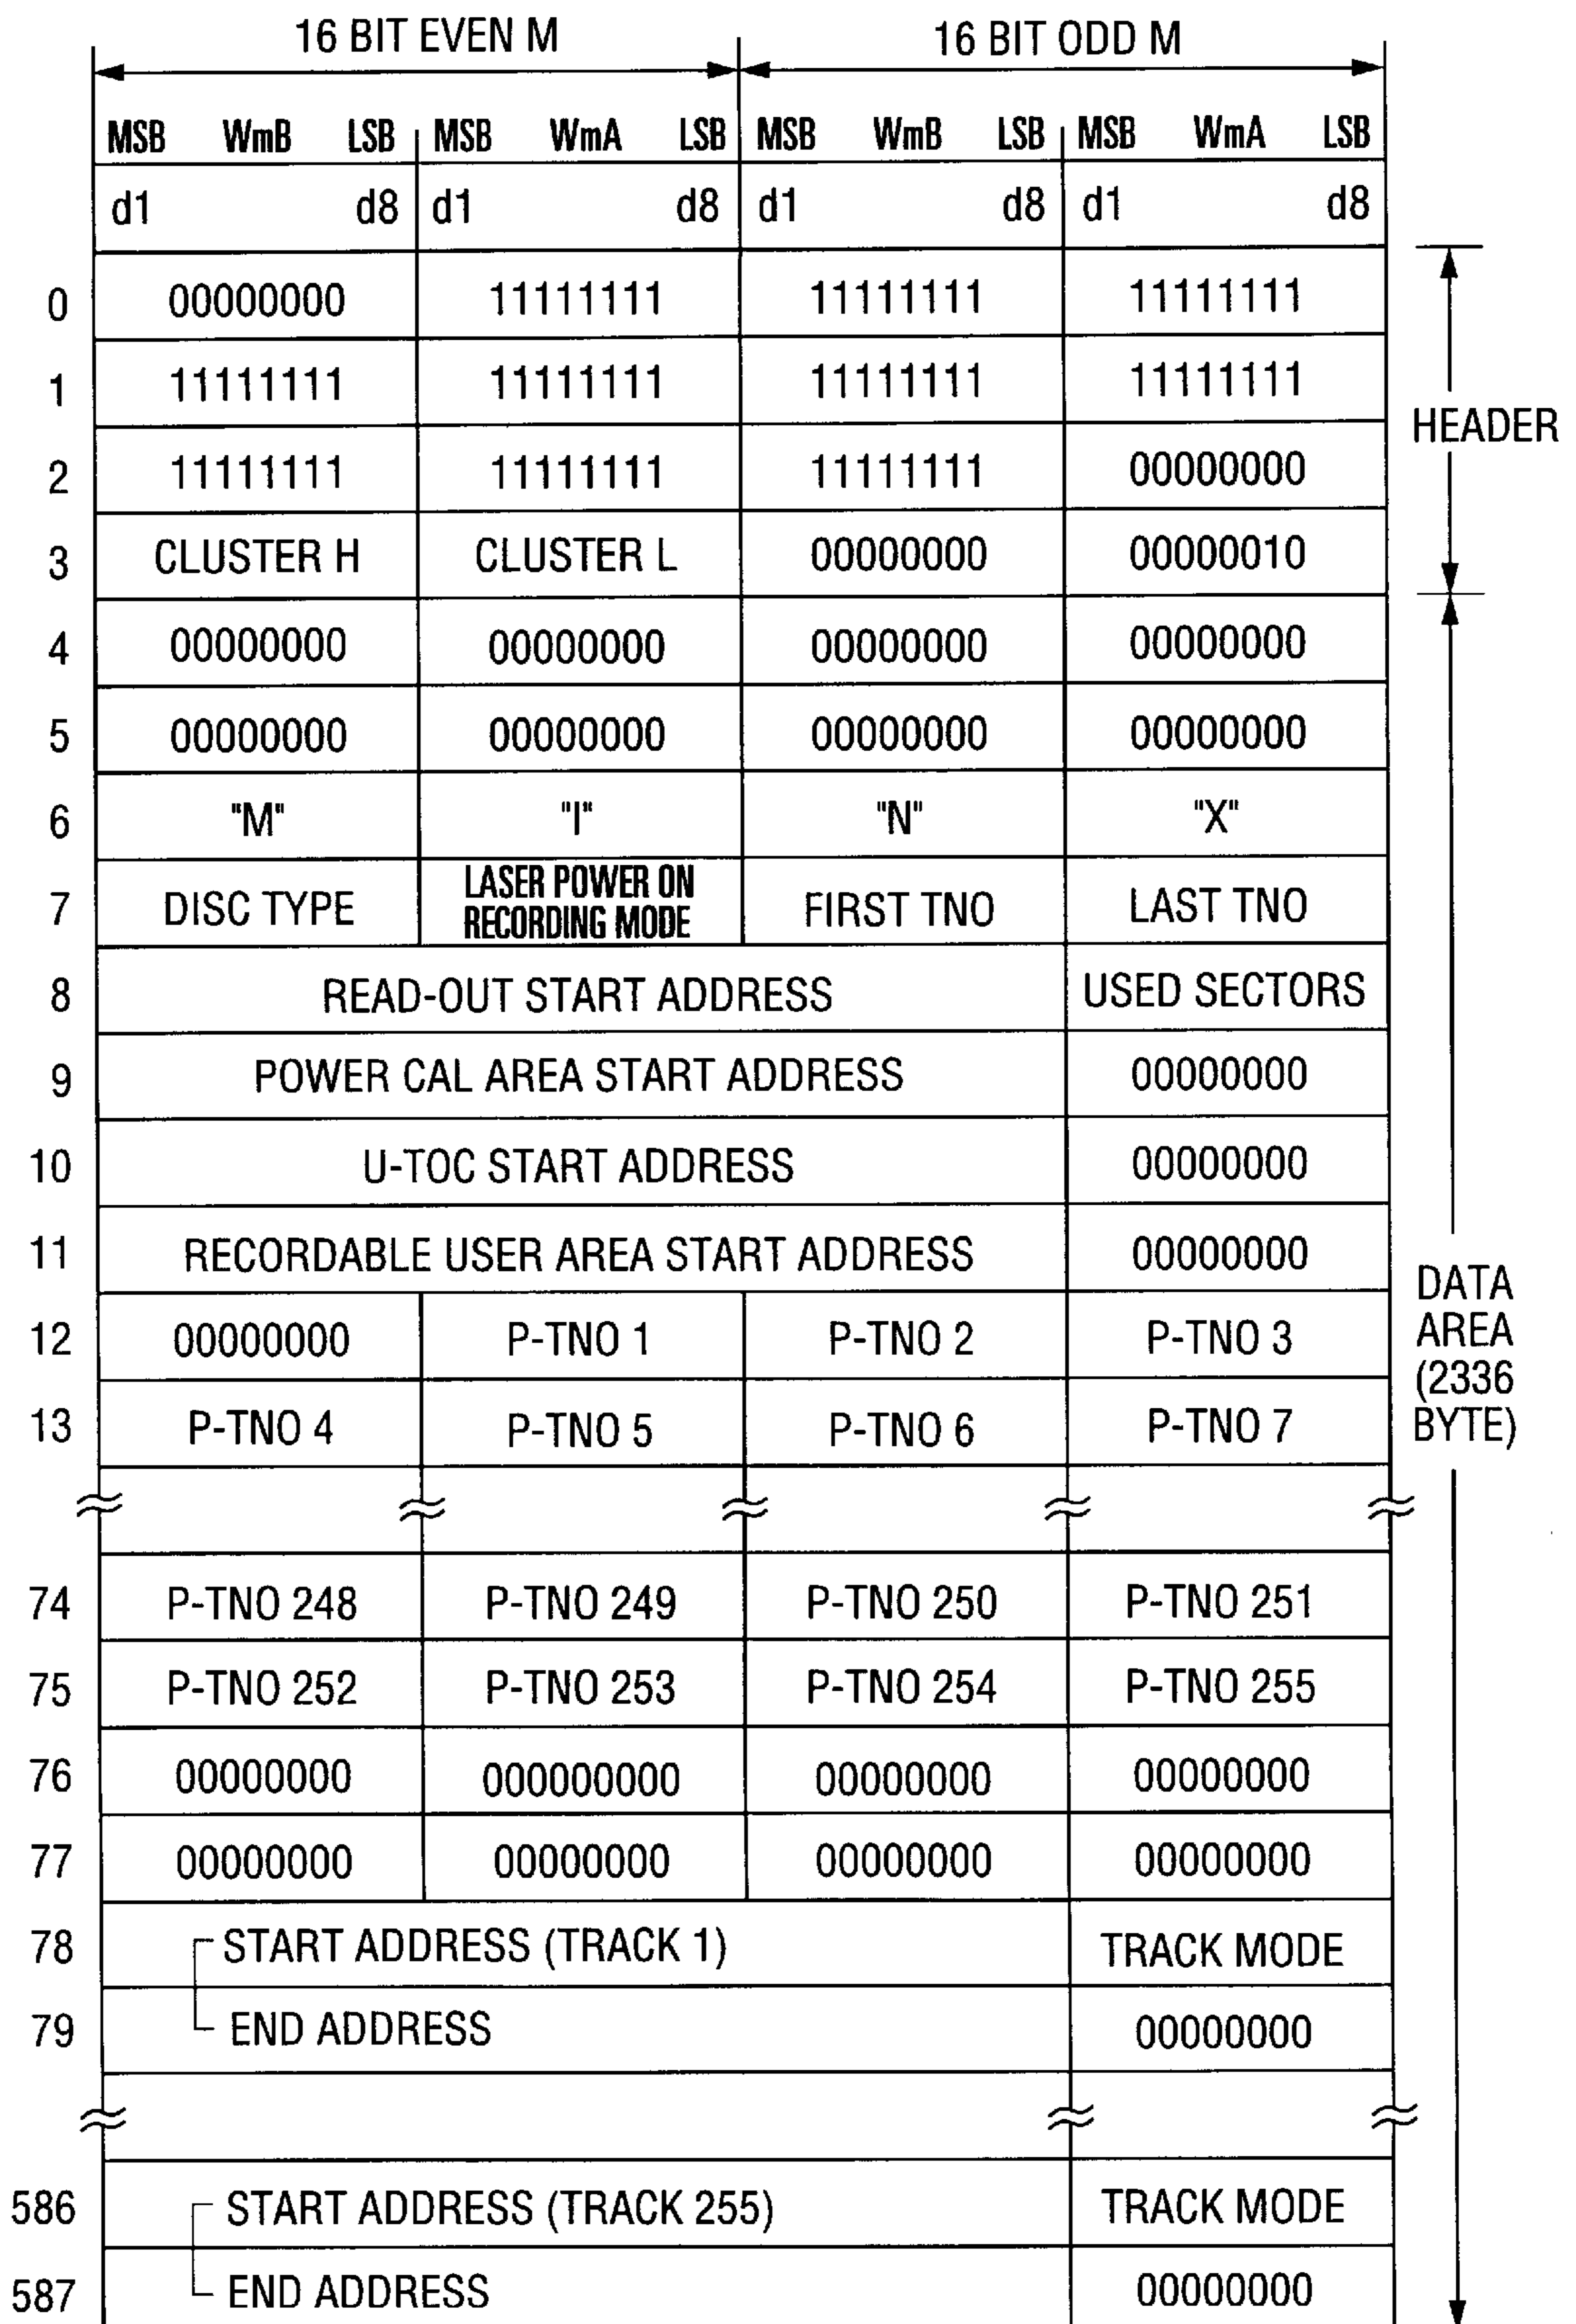 16 BIT EVEN M 16 BIT ODD M
MSB WmB LSB MSB WmA LSB MSB WmB LSB MSB WmA LSB
d1 d8 d1 d8 d1 d8 d1 d8
0 00000000 11111111 11111111 11111111
1 11111111 11111111 11111111 11111111
HEADER
2 11111111 11111111 11111111 00000000
3 CLUSTER H CLUSTER L 00000000 00000010
4 00000000 00000000 00000000 00000000
5 00000000 00000000 00000000 00000000
6 "M" "I" "N" "X"
7 DISC TYPE LASER POWER ON RECORDING MODE FIRST TNO LAST TNO
8 READ-OUT START ADDRESS USED SECTORS
9 POWER CAL AREA START ADDRESS 00000000
10 U-TOC START ADDRESS 00000000
11 RECORDABLE USER AREA START ADDRESS 00000000
DATA
AREA
(2336
BYTE)
12 00000000 P-TNO 1 P-TNO 2 P-TNO 3
13 P-TNO 4 P-TNO 5 P-TNO 6 P-TNO 7
74 P-TNO 248 P-TNO 249 P-TNO 250 P-TNO 251
75 P-TNO 252 P-TNO 253 P-TNO 254 P-TNO 255
76 00000000 000000000 00000000 00000000
77 00000000 00000000 00000000 00000000
78 START ADDRESS (TRACK 1) TRACK MODE
79 END ADDRESS 00000000
586 START ADDRESS (TRACK 255) TRACK MODE
587 END ADDRESS 00000000